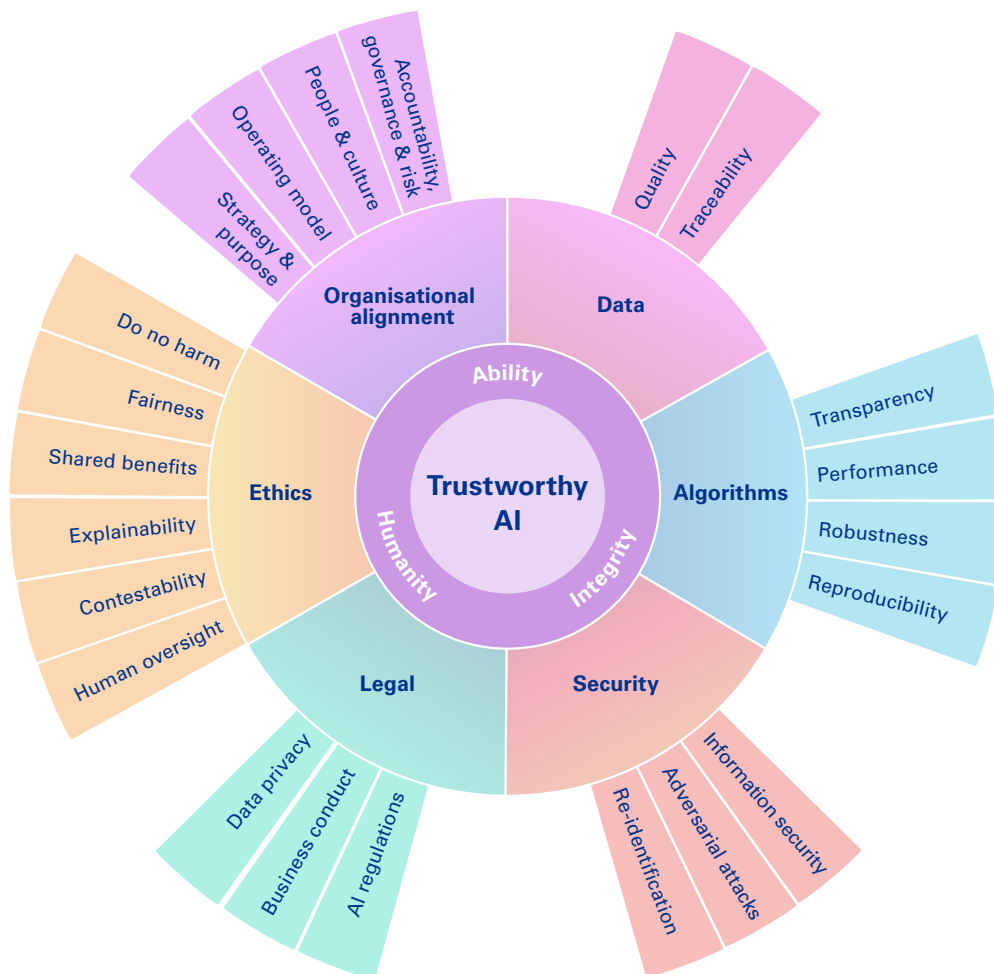 Trustworthy
AI
Ability
Integrity
Humanity
Organisational
alignment
Strategy &
purpose
Operating model
People & culture
Accountability,
governance & risk
Data
Quality
Traceability
Algorithms
Transparency
Performance
Robustness
Reproducibility
Security
Information security
Adversarial attacks
Re-identification
Legal
AI regulations
Business conduct
Data privacy
Ethics
Human oversight
Contestability
Explainability
Shared benefits
Fairness
Do no harm